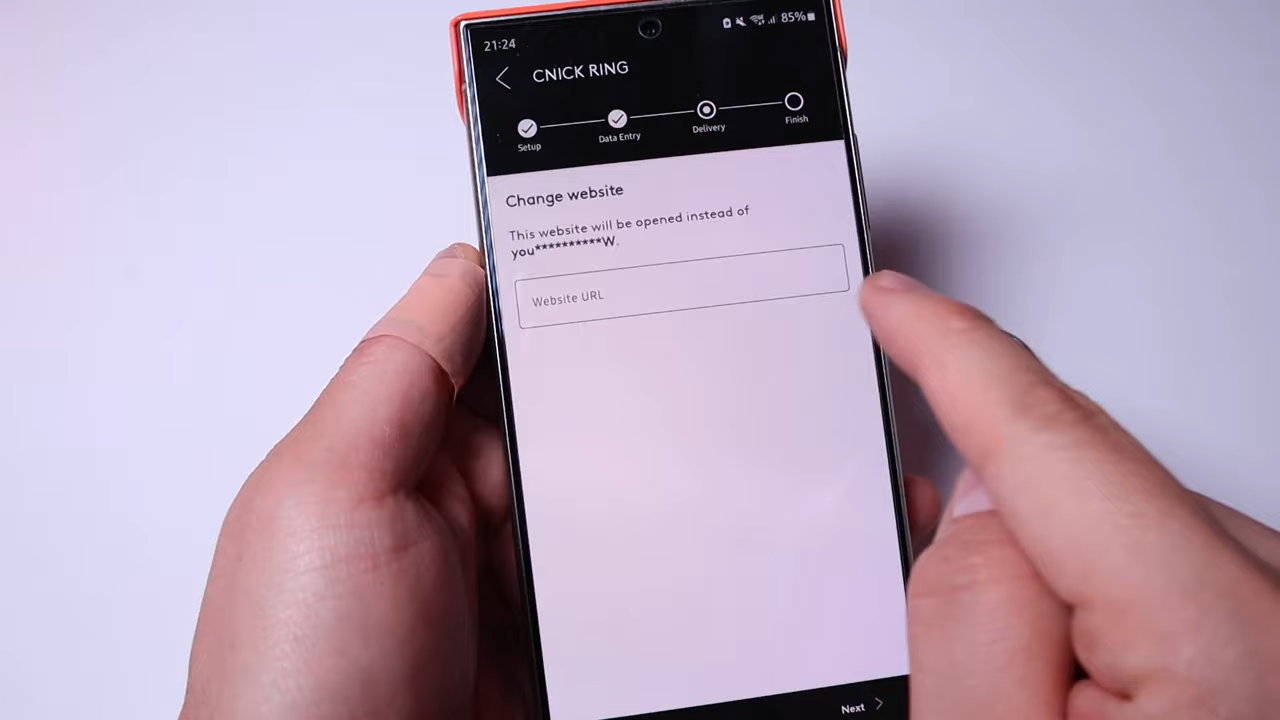 21:24
85%
CNICK RING
Setup
Data Entry
Delivery
Finish
Change website
This website will be opened instead of
you**********W.
Website URL
Next